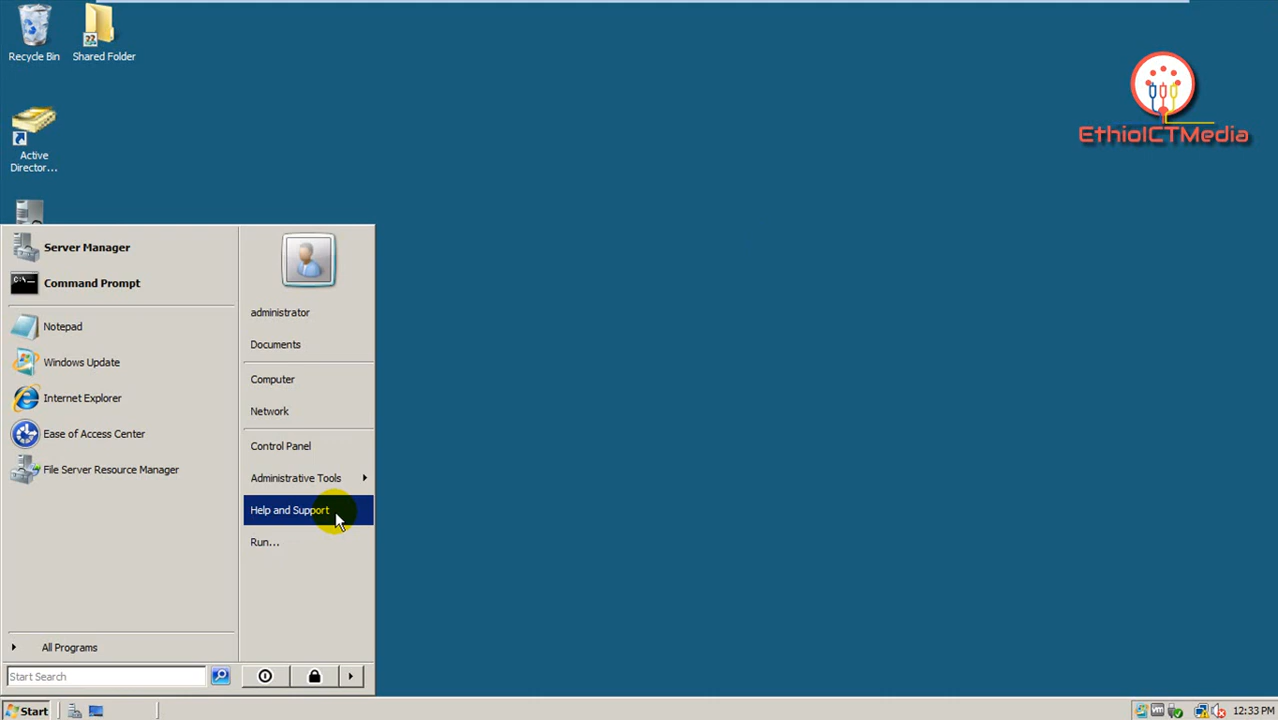 Recycle Bin
Shared Folder
EthioICTMedia
Active
Director...
Server Manager
Command Prompt
Notepad
Windows Update
Internet Explorer
Ease of Access Center
File Server Resource Manager
All Programs
Start Search
administrator
Documents
Computer
Network
Control Panel
Administrative Tools
Help and Support
Run...
Start
12:33 PM